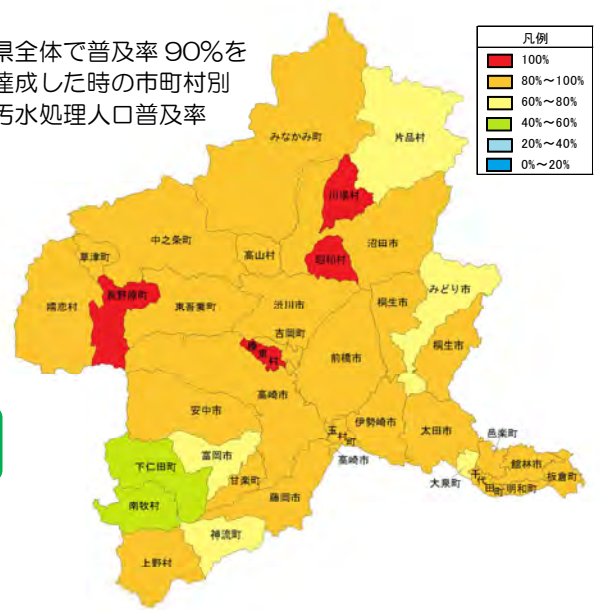 県全体で普及率90%を
達成した時の市町村別
汚水処理人口普及率
凡例
100%
80%～100%
60%～80%
40%～60%
20%～40%
0%～20%
みなかみ町
片品村
川場村
沼田市
昭和村
中之条町
高山村
草津町
みどり市
長野原町
嬬恋村
東吾妻町
渋川市
桐生市
吉岡町
榛東村
前橋市
桐生市
高崎市
安中市
伊勢崎市
太田市
玉村町
邑楽町
富岡市
高崎市
館林市
下仁田町
甘楽町
大泉町
千代田町
板倉町
明和町
藤岡市
南牧村
神流町
上野村